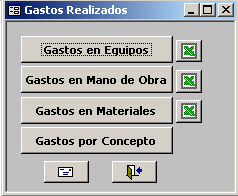 Gastos Realizados
Gastos en Equipos
Gastos en Mano de Obra
Gastos en Materiales
Gastos por Concepto